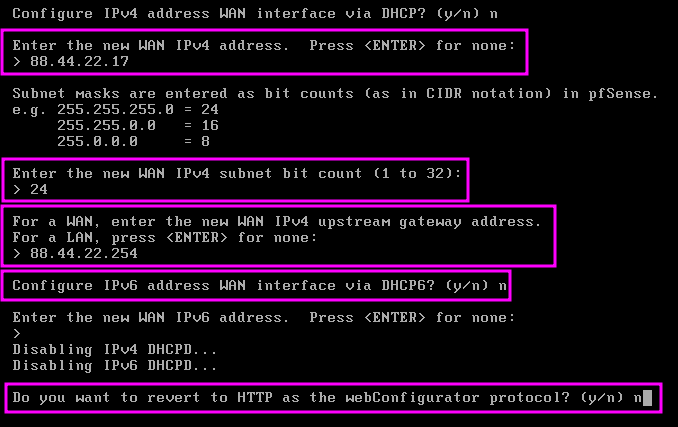 Configure IPv4 address WAN interface via DHCP? (y/n) n
Enter the new WAN IPv4 address.  Press <ENTER> for none:
> 88.44.22.17
Subnet masks are entered as bit counts (as in CIDR notation) in pfSense.
e.g. 255.255.255.0 = 24
     255.255.0.0   = 16
     255.0.0.0     = 8
Enter the new WAN IPv4 subnet bit count (1 to 32):
> 24
For a WAN, enter the new WAN IPv4 upstream gateway address.
For a LAN, press <ENTER> for none:
> 88.44.22.254
Configure IPv6 address WAN interface via DHCP6? (y/n) n
Enter the new WAN IPv6 address.  Press <ENTER> for none:
>
Disabling IPv4 DHCPD...
Disabling IPv6 DHCPD...
Do you want to revert to HTTP as the webConfigurator protocol? (y/n) n